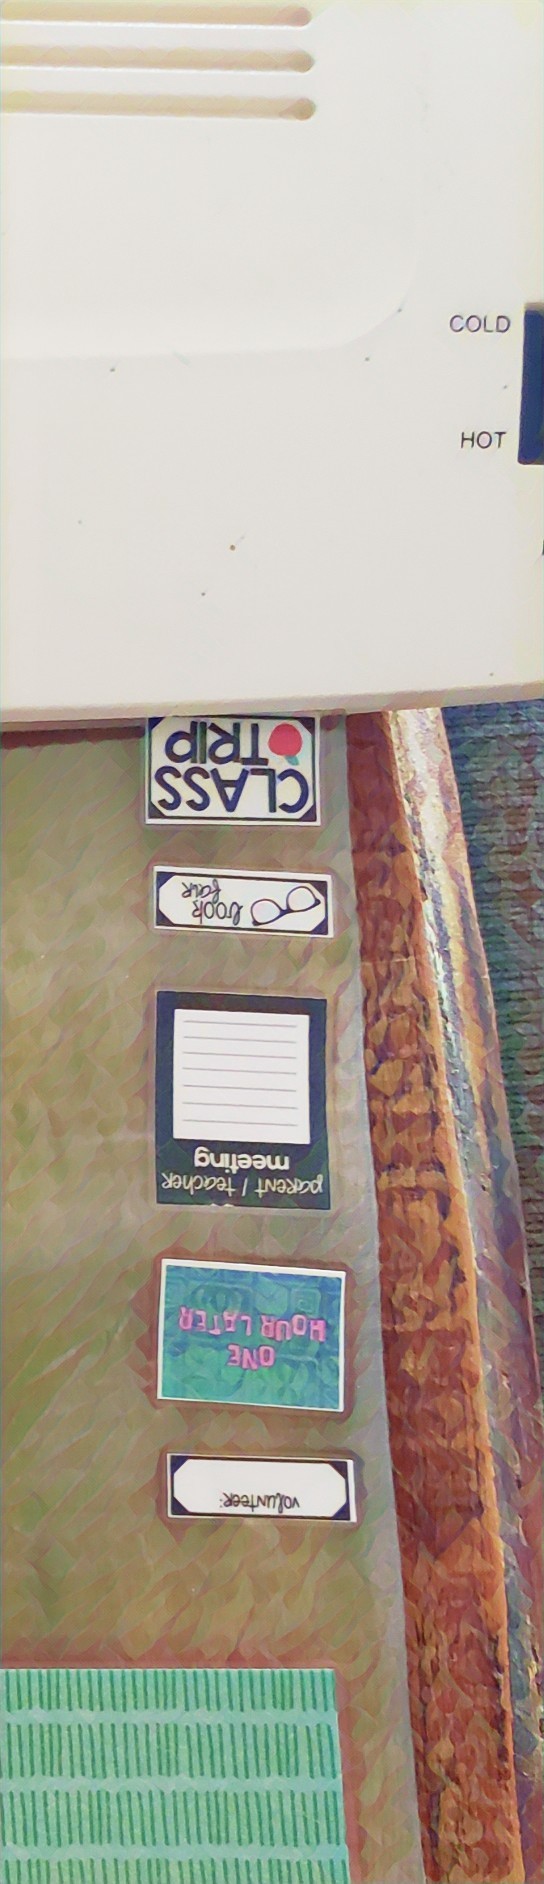 COLD
HOT
CLASS
TRIP
book
fair
parent / teacher
meeting
ONE
HOUR LATER
volunteer: